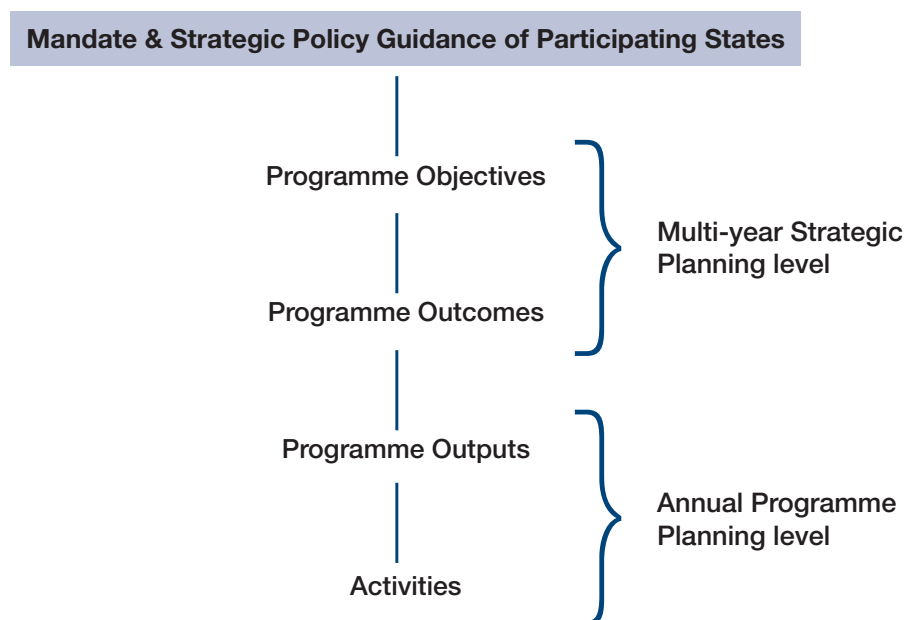 Mandate & Strategic Policy Guidance of Participating States
Programme Objectives
Multi-year Strategic
Planning level
Programme Outcomes
Programme Outputs
Annual Programme
Planning level
Activities